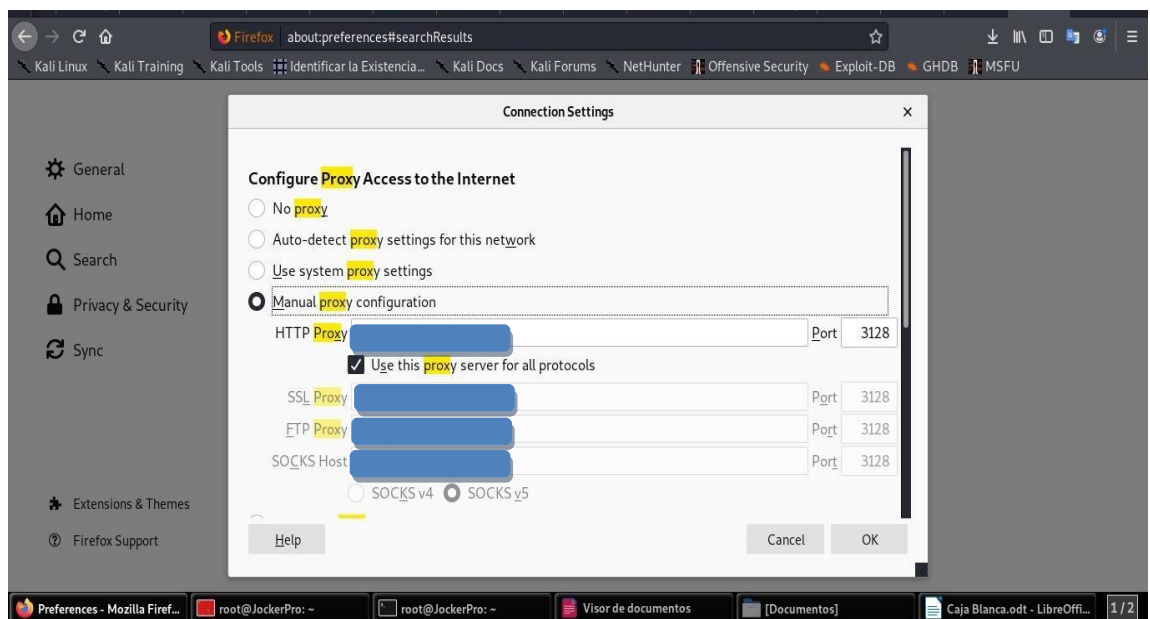 Firefox about:preferences#searchResults
Kali Linux Kali Training Kali Tools Identificar la Existencia... Kali Docs Kali Forums NetHunter Offensive Security Exploit-DB GHDB MSFU
Connection Settings
General
Home
Search
Privacy & Security
Sync
Extensions & Themes
Firefox Support
Configure Proxy Access to the Internet
No proxy
Auto-detect proxy settings for this network
Use system proxy settings
Manual proxy configuration
HTTP Proxy Port 3128
Use this proxy server for all protocols
SSL Proxy Port 3128
FTP Proxy Port 3128
SOCKS Host Port 3128
SOCKS v4 SOCKS v5
Help Cancel OK
Preferences - Mozilla Firef... root@JockerPro: ~ root@JockerPro: ~ Visor de documentos [Documentos] Caja Blanca.odt - LibreOffi... 1/2